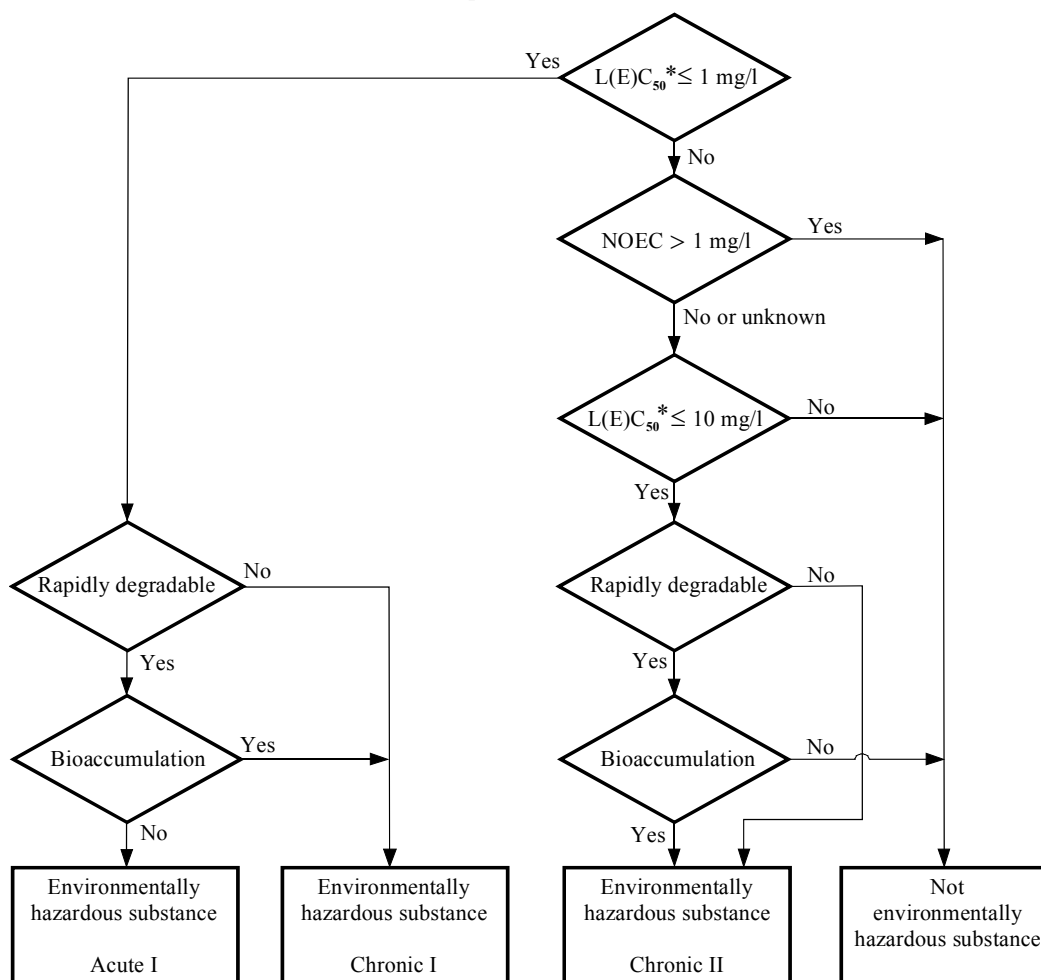 Yes
L(E)C50* ≤ 1 mg/l
No
NOEC > 1 mg/l
Yes
No or unknown
L(E)C50* ≤ 10 mg/l
No
Yes
Rapidly degradable
No
Rapidly degradable
No
Yes
Yes
Bioaccumulation
Yes
Bioaccumulation
No
No
Yes
Environmentally
hazardous substance
Acute I
Environmentally
hazardous substance
Chronic I
Environmentally
hazardous substance
Chronic II
Not
environmentally
hazardous substance